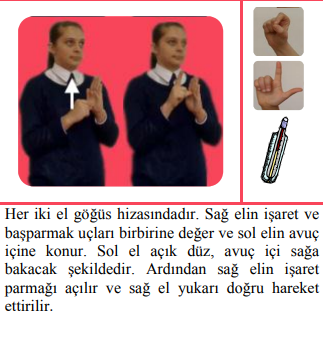 Her iki el göğüs hizasındadır. Sağ elin işaret ve
başparmak uçları birbirine değer ve sol elin avuç
içine konur. Sol el açık düz, avuç içi sağa
bakacak şekildedir. Ardından sağ elin işaret
parmağı açılır ve sağ el yukarı doğru hareket
ettirilir.